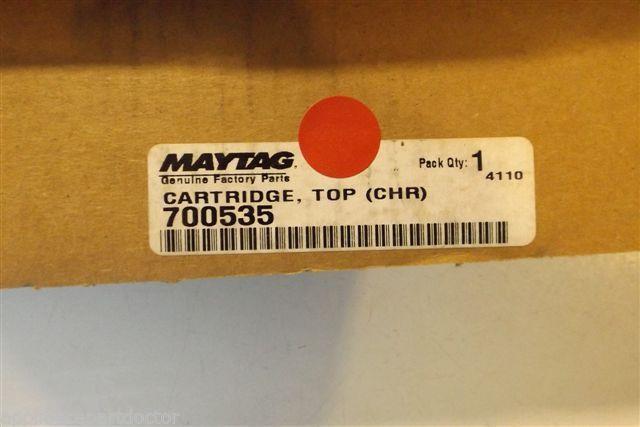 MAYTAG.
Genuine Factory Parts
Pack Qty: 1
4110
CARTRIDGE, TOP (CHR)
700535